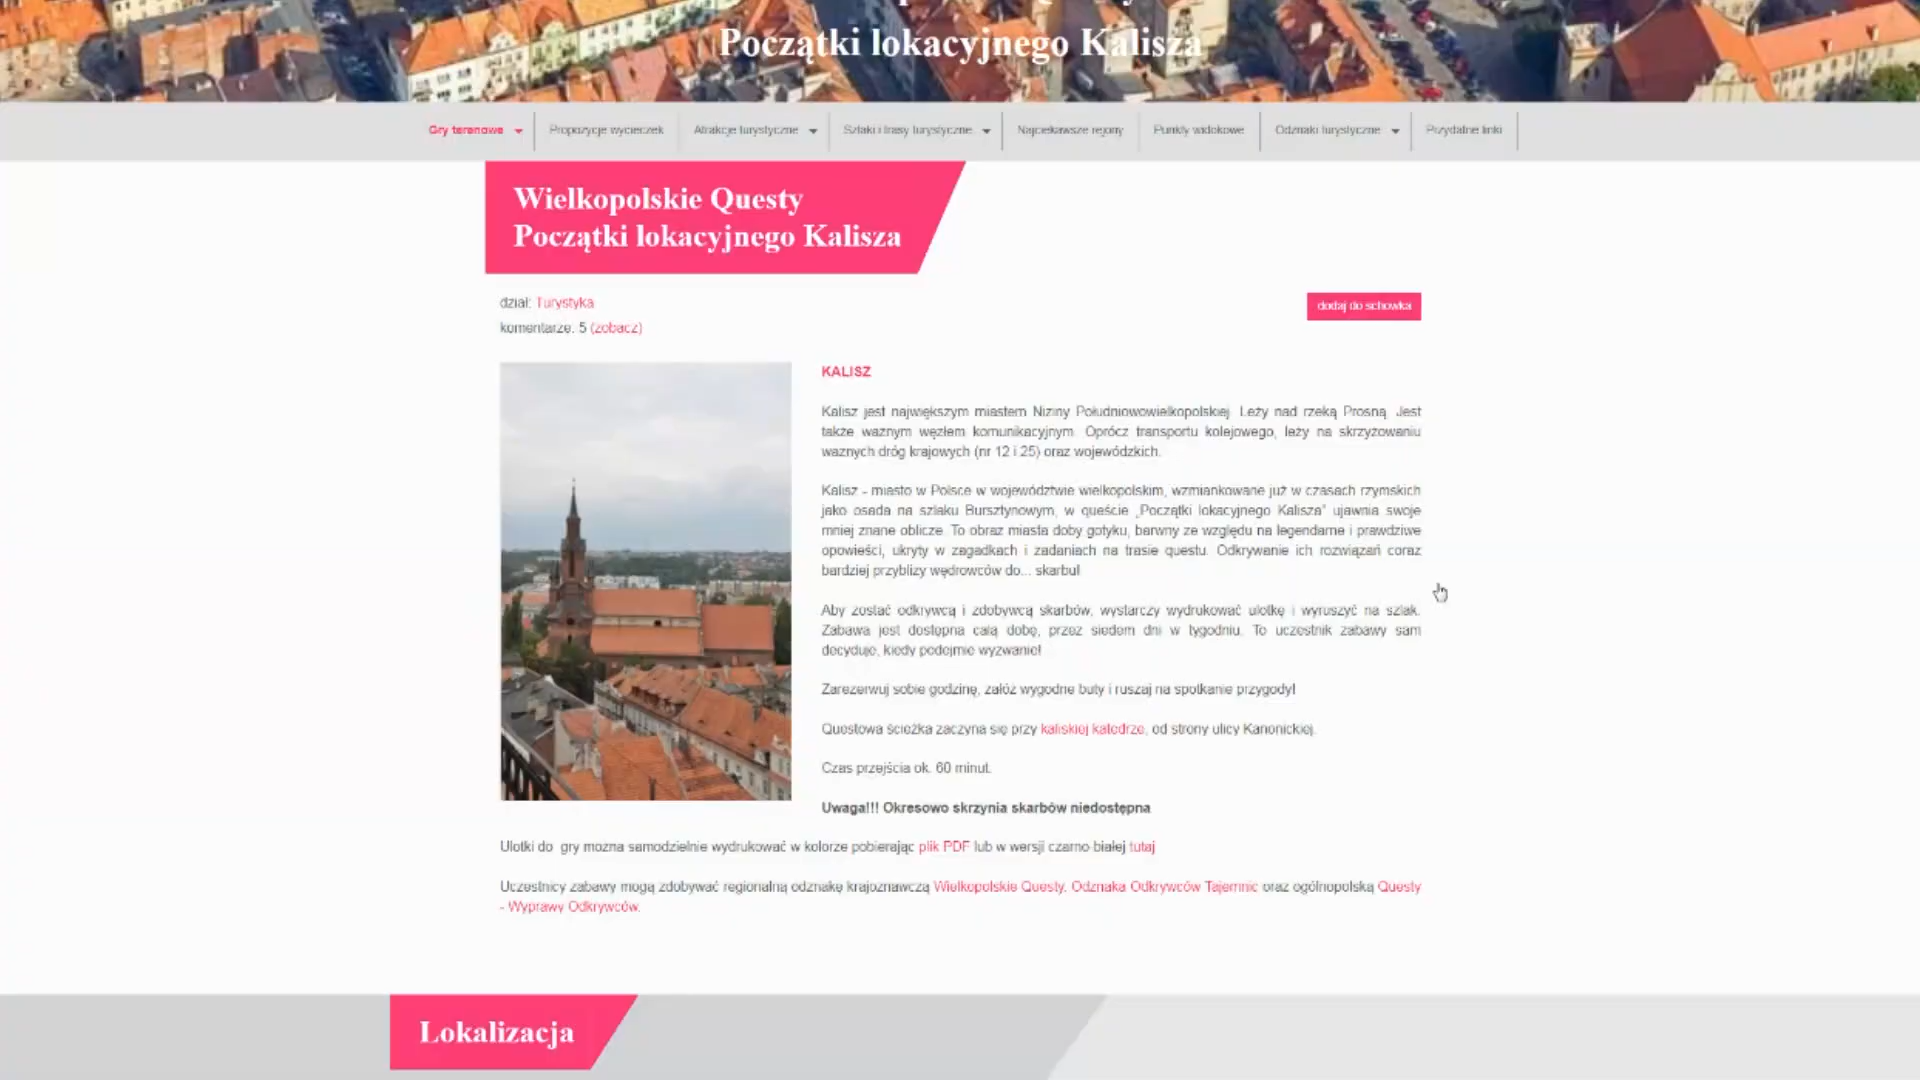 Początki lokacyjnego Kalisza
Gry terenowe
Propozycje wycieczek
Atrakcje turystyczne
Szlaki i trasy turystyczne
Najciekawsze rejony
Punkty widokowe
Odznaki turystyczne
Przydatne linki
Wielkopolskie Questy
Początki lokacyjnego Kalisza
dział: Turystyka
dodaj do schowka
komentarze: 5 (zobacz)
KALISZ
Kalisz jest największym miastem Niziny Południowowielkopolskiej. Leży nad rzeką Prosną. Jest
także ważnym węzłem komunikacyjnym. Oprócz transportu kolejowego, leży na skrzyżowaniu
ważnych dróg krajowych (nr 12 i 25) oraz wojewódzkich.
Kalisz - miasto w Polsce w województwie wielkopolskim, wzmiankowane już w czasach rzymskich
jako osada na szlaku Bursztynowym, w queście „Początki lokacyjnego Kalisza" ujawnia swoje
mniej znane oblicze. To obraz miasta doby gotyku, barwny ze względu na legendarne i prawdziwe
opowieści, ukryty w zagadkach i zadaniach na trasie questu. Odkrywanie ich rozwiązań coraz
bardziej przybliży wędrowców do... skarbu!
Aby zostać odkrywcą i zdobywcą skarbów, wystarczy wydrukować ulotkę i wyruszyć na szlak.
Zabawa jest dostępna całą dobę, przez siedem dni w tygodniu. To uczestnik zabawy sam
decyduje, kiedy podejmie wyzwanie!
Zarezerwuj sobie godzinę, załóż wygodne buty i ruszaj na spotkanie przygody!
Questowa ścieżka zaczyna się przy kaliskiej katedrze, od strony ulicy Kanonickiej.
Czas przejścia ok. 60 minut.
Uwaga!!! Okresowo skrzynia skarbów niedostępna
Ulotki do gry można samodzielnie wydrukować w kolorze pobierając plik PDF lub w wersji czarno białej tutaj
Uczestnicy zabawy mogą zdobywać regionalną odznakę krajoznawczą Wielkopolskie Questy. Odznaka Odkrywców Tajemnic oraz ogólnopolską Questy
- Wyprawy Odkrywców.
Lokalizacja